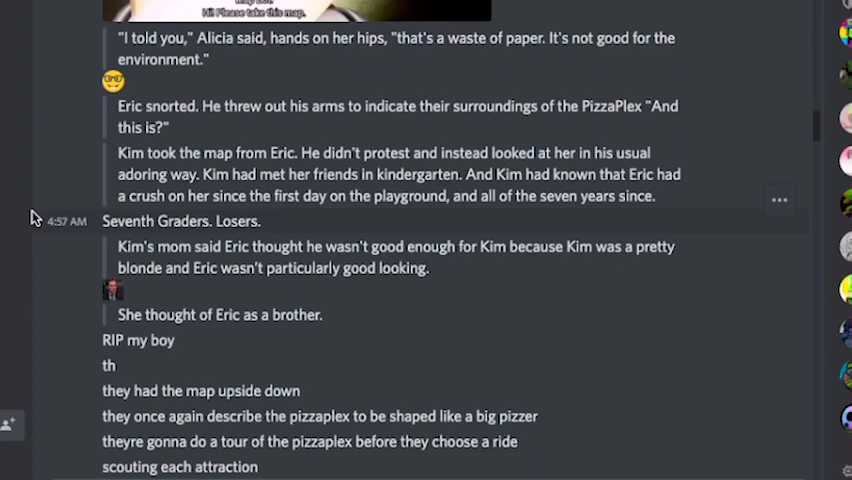 Hi! Please take this map.
"I told you," Alicia said, hands on her hips, "that's a waste of paper. It's not good for the
environment."
Eric snorted. He threw out his arms to indicate their surroundings of the PizzaPlex "And
this is?"
Kim took the map from Eric. He didn't protest and instead looked at her in his usual
adoring way. Kim had met her friends in kindergarten. And Kim had known that Eric had
a crush on her since the first day on the playground, and all of the seven years since.
4:57 AM Seventh Graders. Losers.
Kim's mom said Eric thought he wasn't good enough for Kim because Kim was a pretty
blonde and Eric wasn't particularly good looking.
She thought of Eric as a brother.
RIP my boy
th
they had the map upside down
they once again describe the pizzaplex to be shaped like a big pizzer
theyre gonna do a tour of the pizzaplex before they choose a ride
scouting each attraction